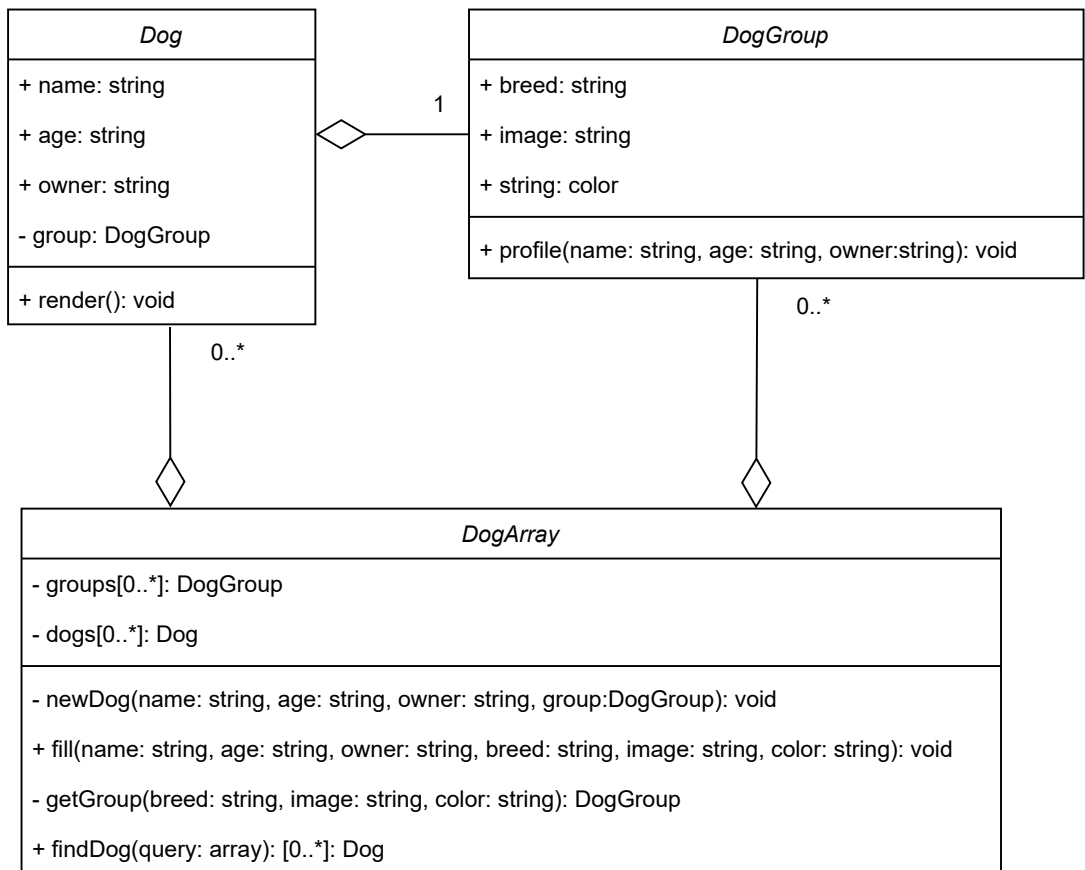 Dog
+ name: string
+ age: string
+ owner: string
- group: DogGroup
+ render(): void
1
DogGroup
+ breed: string
+ image: string
+ string: color
+ profile(name: string, age: string, owner:string): void
0..*
0..*
DogArray
- groups[0..*]: DogGroup
- dogs[0..*]: Dog
- newDog(name: string, age: string, owner: string, group:DogGroup): void
+ fill(name: string, age: string, owner: string, breed: string, image: string, color: string): void
- getGroup(breed: string, image: string, color: string): DogGroup
+ findDog(query: array): [0..*]: Dog